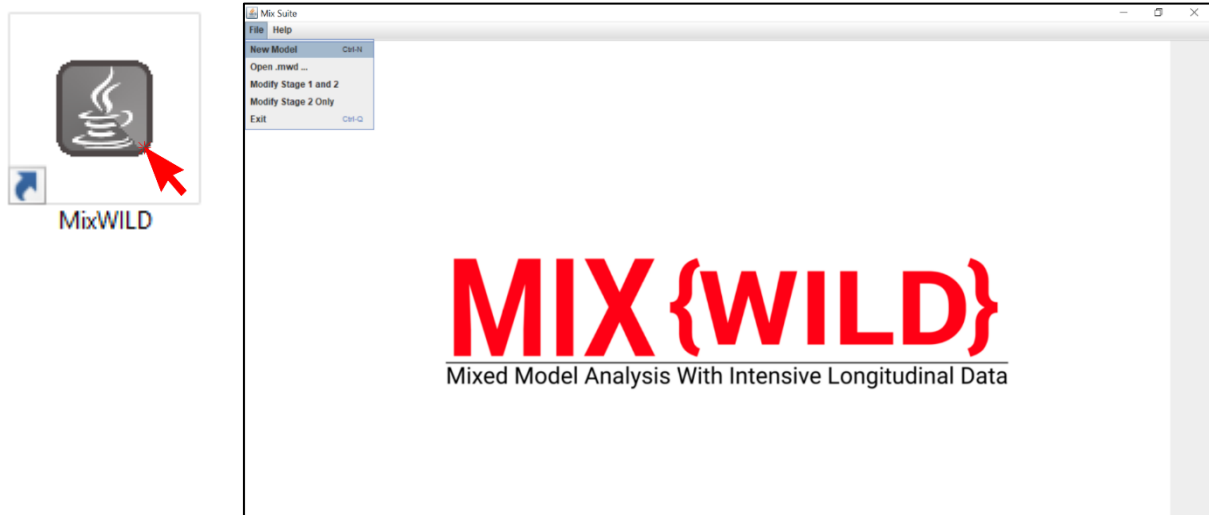 MixWILD
Mix Suite
File Help
New Model Ctrl-N
Open .mwd ...
Modify Stage 1 and 2
Modify Stage 2 Only
Exit Ctrl-Q
MIX{WILD}
Mixed Model Analysis With Intensive Longitudinal Data